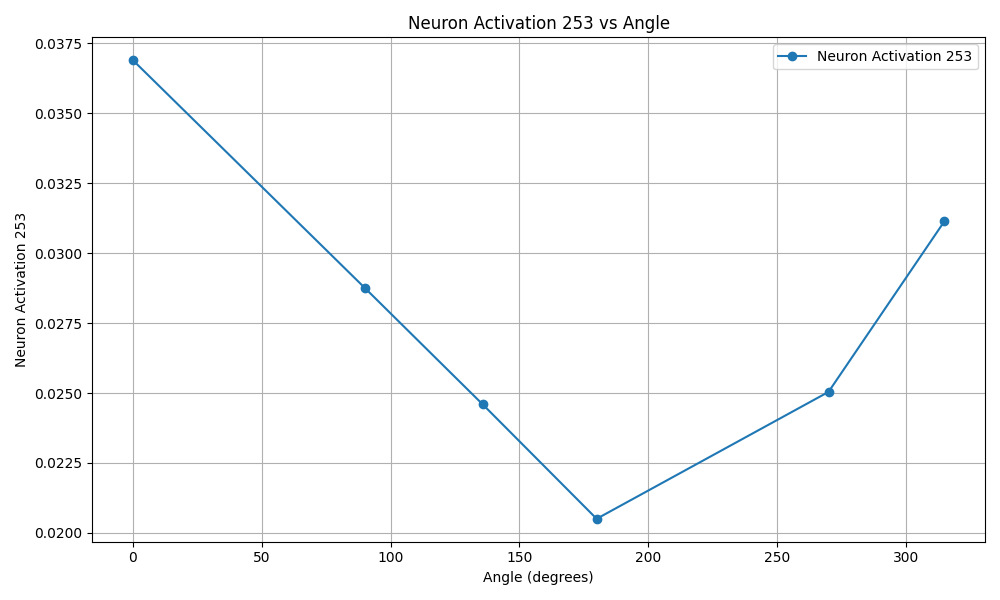 Neuron Activation 253 vs Angle
Neuron Activation 253
0.0375
0.0350
0.0325
0.0300
0.0275
0.0250
0.0225
0.0200
Neuron Activation 253
0 50 100 150 200 250 300
Angle (degrees)